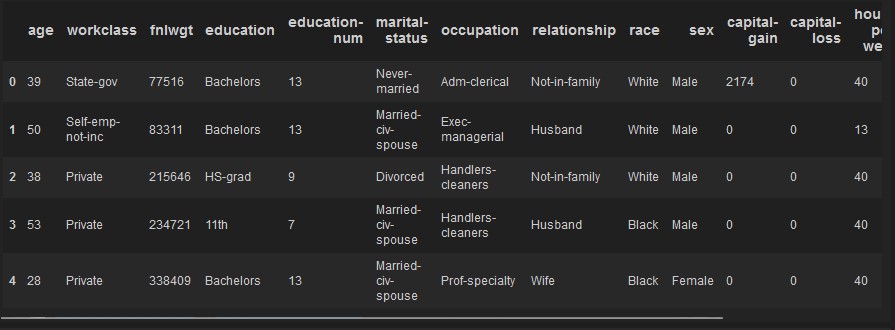 age workclass fnlwgt education education-num marital-status occupation relationship race sex capital-gain capital-loss hou p we
0 39 State-gov 77516 Bachelors 13 Never-married Adm-clerical Not-in-family White Male 2174 0 40
1 50 Self-emp-not-inc 83311 Bachelors 13 Married-civ-spouse Exec-managerial Husband White Male 0 0 13
2 38 Private 215646 HS-grad 9 Divorced Handlers-cleaners Not-in-family White Male 0 0 40
3 53 Private 234721 11th 7 Married-civ-spouse Handlers-cleaners Husband Black Male 0 0 40
4 28 Private 338409 Bachelors 13 Married-civ-spouse Prof-specialty Wife Black Female 0 0 40